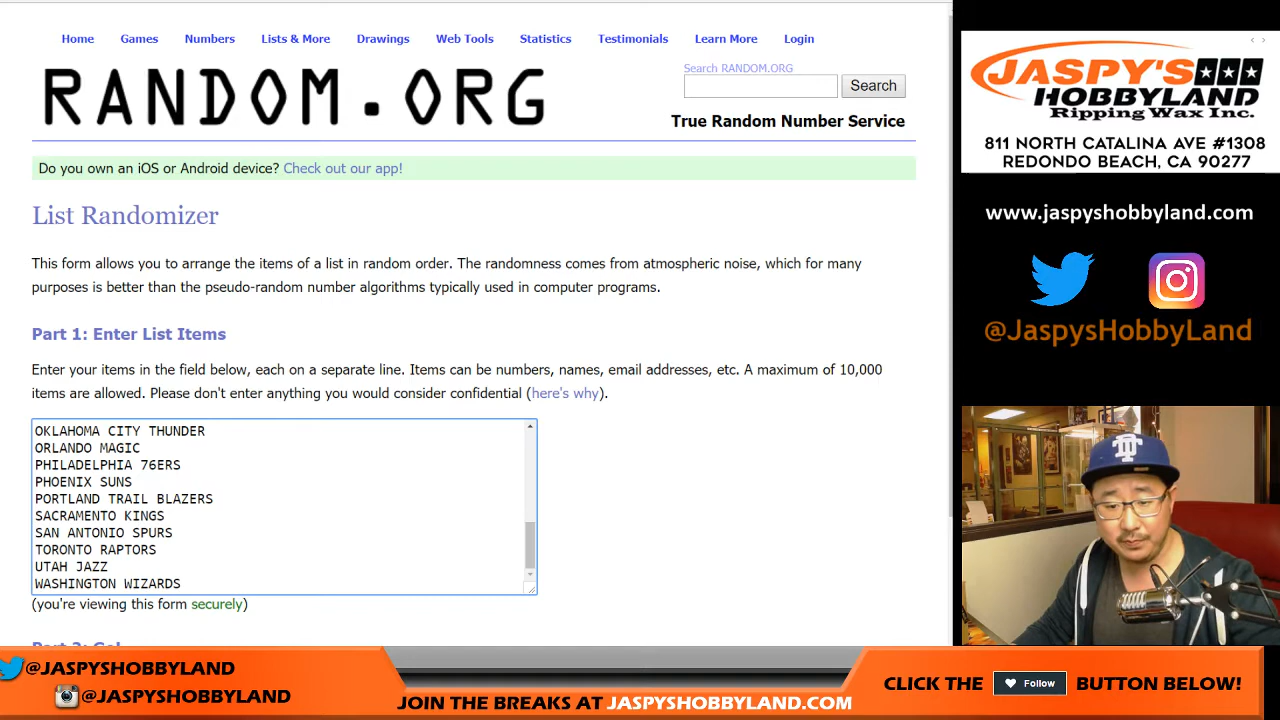 Home Games Numbers Lists & More Drawings Web Tools Statistics Testimonials Learn More Login
RANDOM.ORG
Search RANDOM.ORG
Search
True Random Number Service
Do you own an iOS or Android device? Check out our app!
List Randomizer
This form allows you to arrange the items of a list in random order. The randomness comes from atmospheric noise, which for many
purposes is better than the pseudo-random number algorithms typically used in computer programs.
Part 1: Enter List Items
Enter your items in the field below, each on a separate line. Items can be numbers, names, email addresses, etc. A maximum of 10,000
items are allowed. Please don't enter anything you would consider confidential (here's why).
OKLAHOMA CITY THUNDER
ORLANDO MAGIC
PHILADELPHIA 76ERS
PHOENIX SUNS
PORTLAND TRAIL BLAZERS
SACRAMENTO KINGS
SAN ANTONIO SPURS
TORONTO RAPTORS
UTAH JAZZ
WASHINGTON WIZARDS
(you're viewing this form securely)
JASPY'S
HOBBYLAND
Ripping Wax Inc.
811 NORTH CATALINA AVE #1308
REDONDO BEACH, CA 90277
www.jaspyshobbyland.com
@JaspysHobbyLand
@JASPYSHOBBYLAND
@JASPYSHOBBYLAND
JOIN THE BREAKS AT JASPYSHOBBYLAND.COM
CLICK THE Follow BUTTON BELOW!